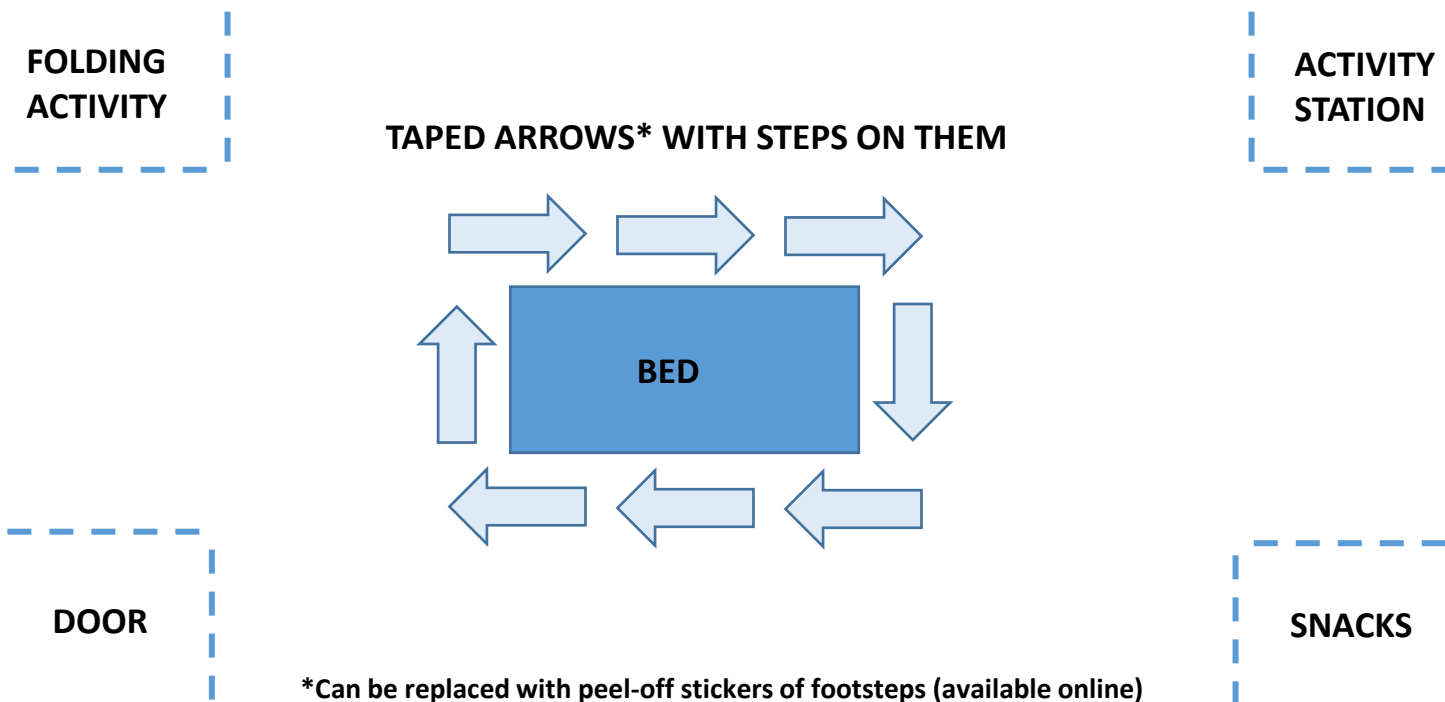 FOLDING
ACTIVITY
ACTIVITY
STATION
TAPED ARROWS* WITH STEPS ON THEM
BED
DOOR
SNACKS
*Can be replaced with peel-off stickers of footsteps (available online)